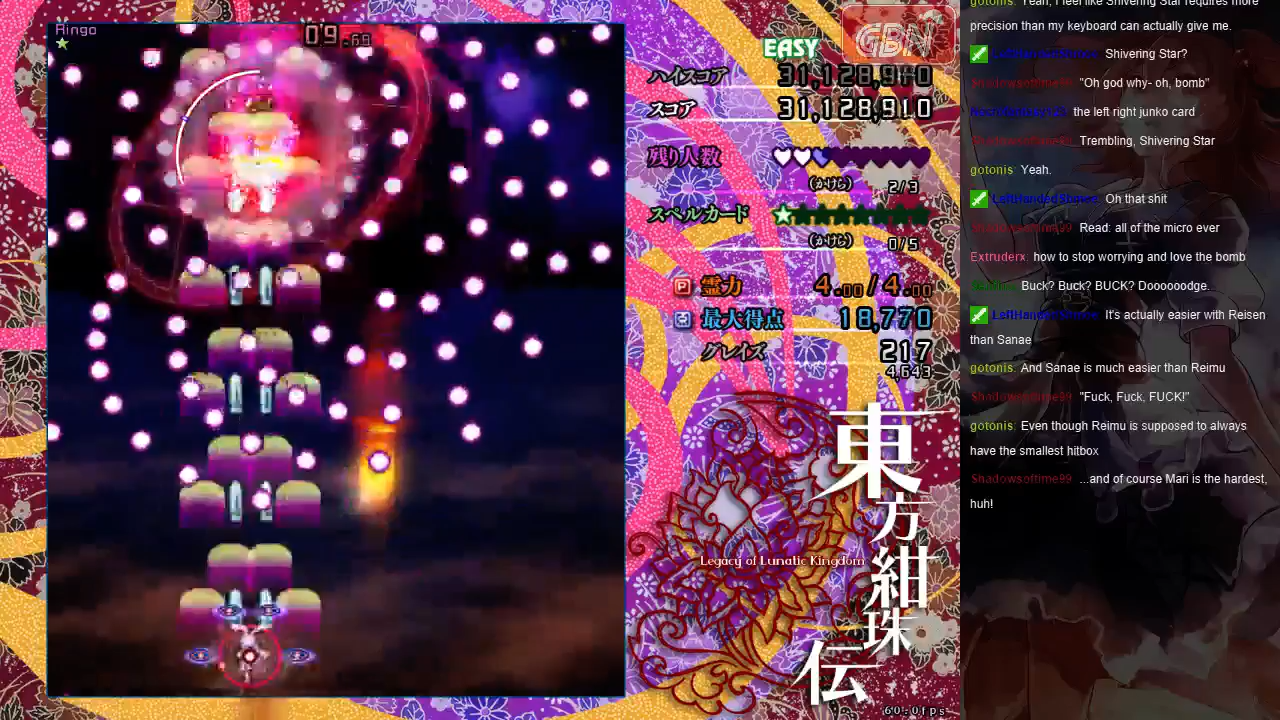 Ringo
09.69
EASY
GBN
ハイスコア 31,128,910
スコア 31,128,910
残り人数
(かけら) 2/3
スペルカード
(かけら) 0/5
P 霊力 4.00/4.00
最大得点 18,770
グレイズ 217
4,643
東方紺珠伝
Legacy of Lunatic Kingdom
60.0fps
gotonis: Yeah, I feel like Shivering Star requires more
precision than my keyboard can actually give me.
Shivering Star?
Shadowsoftime99 "Oh god why- oh, bomb"
the left right junko card
Shadowsoftime99 Trembling, Shivering Star
gotonis: Yeah.
Oh that shit
Shadowsoftime99 Read: all of the micro ever
Extruderx: how to stop worrying and love the bomb
Buck? Buck? BUCK? Dooooodge.
It's actually easier with Reisen
than Sanae
gotonis: And Sanae is much easier than Reimu
Shadowsoftime99 "Fuck, Fuck, FUCK!"
gotonis: Even though Reimu is supposed to always
have the smallest hitbox
Shadowsoftime99 ...and of course Mari is the hardest,
huh!